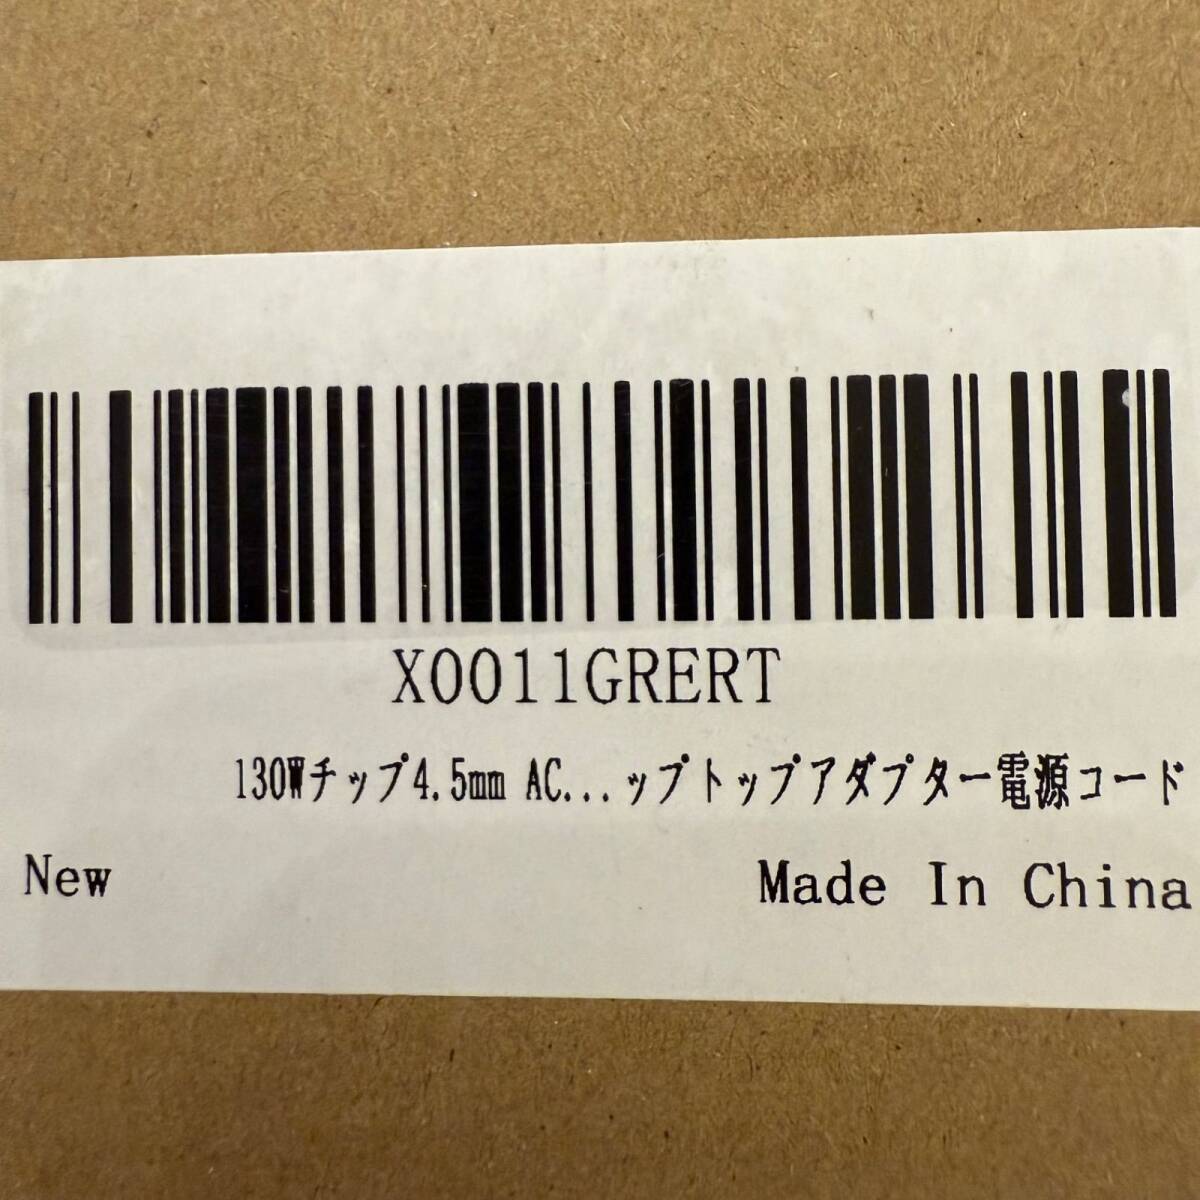 X0011GRERT
130Wチップ4.5mm AC...ップトップアダプター電源コード
New
Made In China